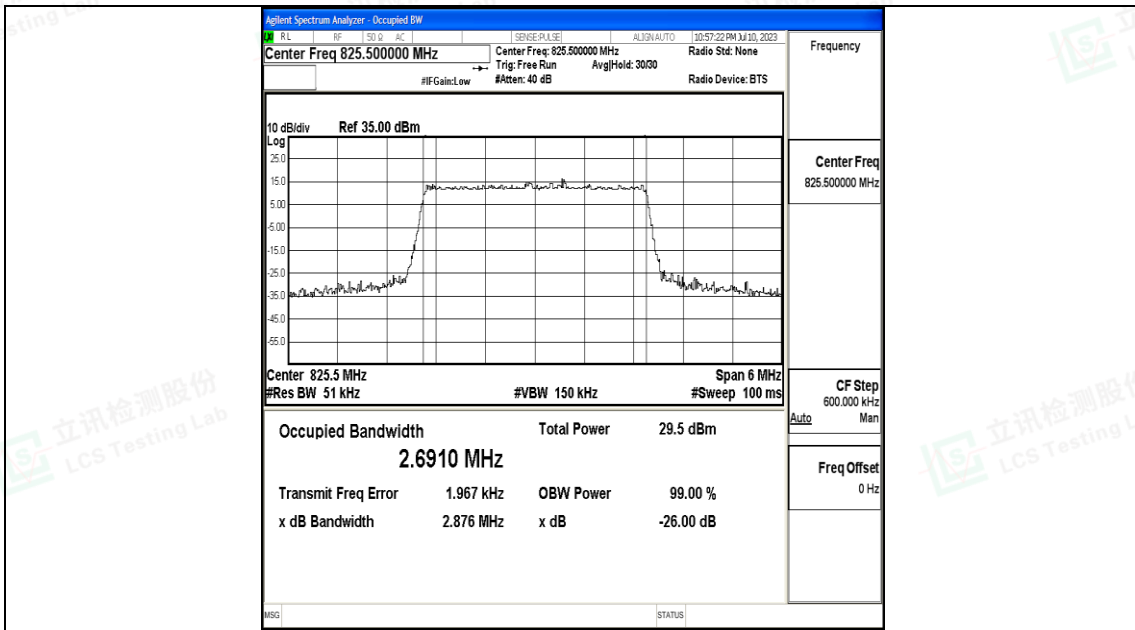 Agilent Spectrum Analyzer - Occupied BW
RL RF 50 Ω AC SENSE:PULSE ALIGN AUTO 10:57:22 PM Jul 10, 2023
Center Freq 825.500000 MHz
Center Freq: 825.500000 MHz
Radio Std: None
Trig: Free Run
Avg|Hold: 30/30
#IFGain:Low
#Atten: 40 dB
Radio Device: BTS
10 dB/div
Ref 35.00 dBm
Log
25.0
15.0
5.00
-5.00
-15.0
-25.0
-35.0
-45.0
-55.0
Center 825.5 MHz
Span 6 MHz
#Res BW 51 kHz
#VBW 150 kHz
#Sweep 100 ms
Occupied Bandwidth
2.6910 MHz
Total Power 29.5 dBm
Transmit Freq Error 1.967 kHz
OBW Power 99.00 %
x dB Bandwidth 2.876 MHz
x dB -26.00 dB
MSG
STATUS
Frequency
Center Freq
825.500000 MHz
CF Step
600.000 kHz
Auto Man
Freq Offset
0 Hz
立讯检测股份
LCS Testing Lab
立讯检测股份
LCS Testing L
sting
立